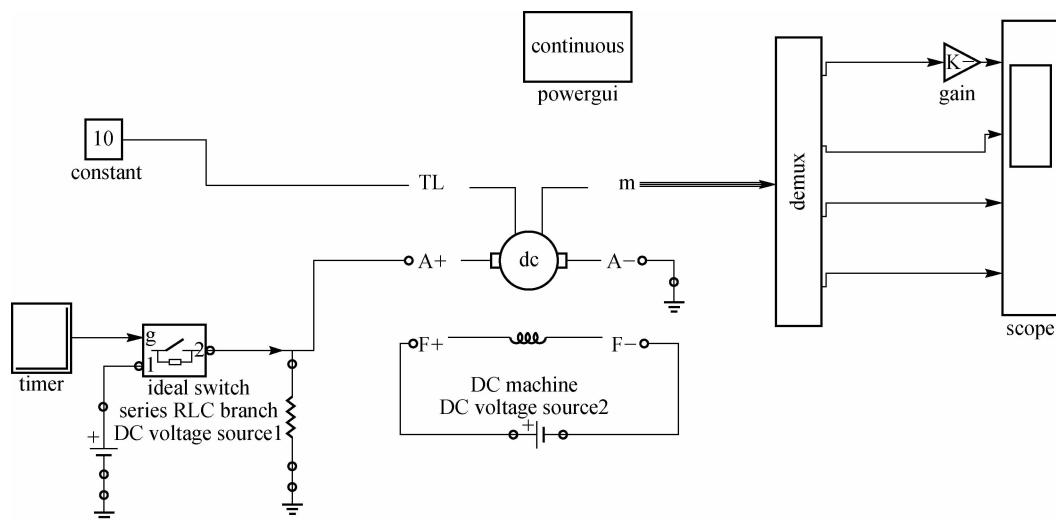 continuous
powergui
K
gain
10
constant
TL
m
demux
A+
dc
A−
scope
g
1
2
timer
ideal switch
series RLC branch
DC voltage source1
+
F+
F−
DC machine
DC voltage source2
+